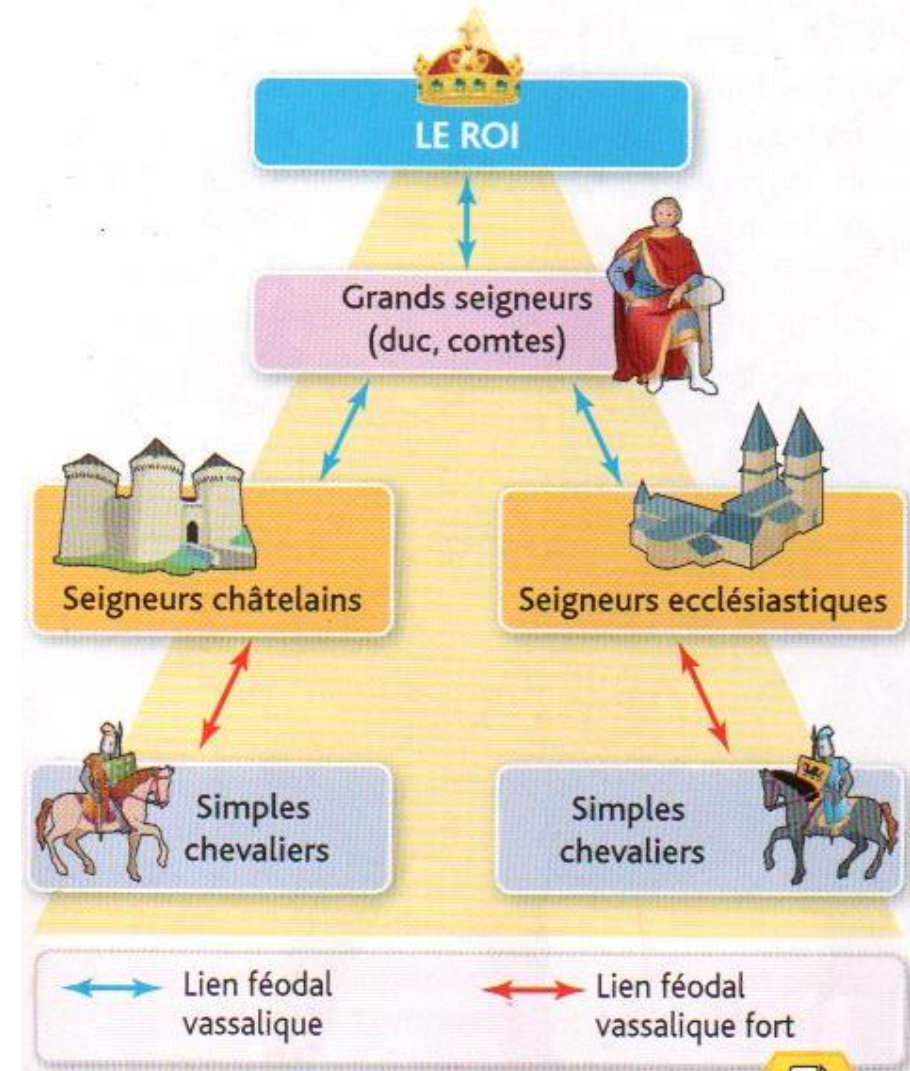 LE ROI
Grands seigneurs
(duc, comtes)
Seigneurs châtelains
Seigneurs ecclésiastiques
Simples
chevaliers
Simples
chevaliers
Lien féodal
vassalique
Lien féodal
vassalique fort